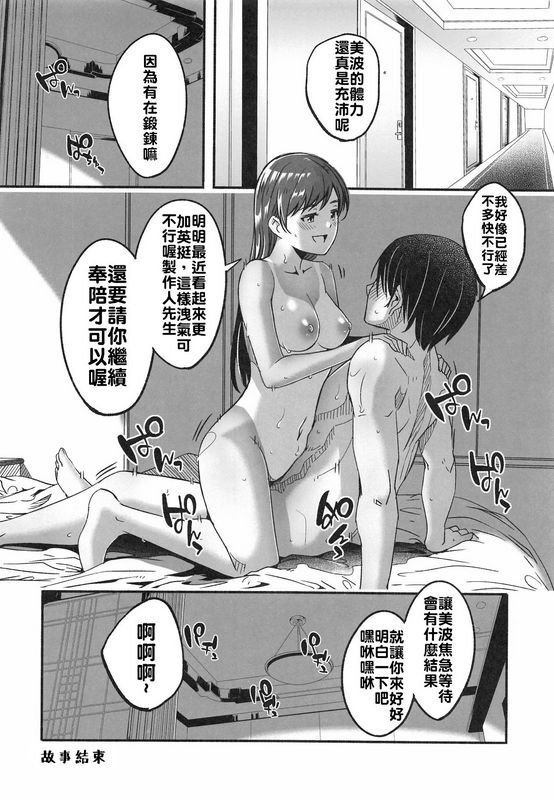 美波的體力
還真是充沛呢
因為有在
鍛鍊嘛
我好像已經差
不多快不行了
明明最近看起來更
加英挺，這樣洩氣可
不行喔製作人先生
還要請你繼續
奉陪才可以喔
讓美波焦急等待
會有什麼結果
就讓你來好好
明白一下吧
嘿咻嘿咻
啊啊啊~
故事結束